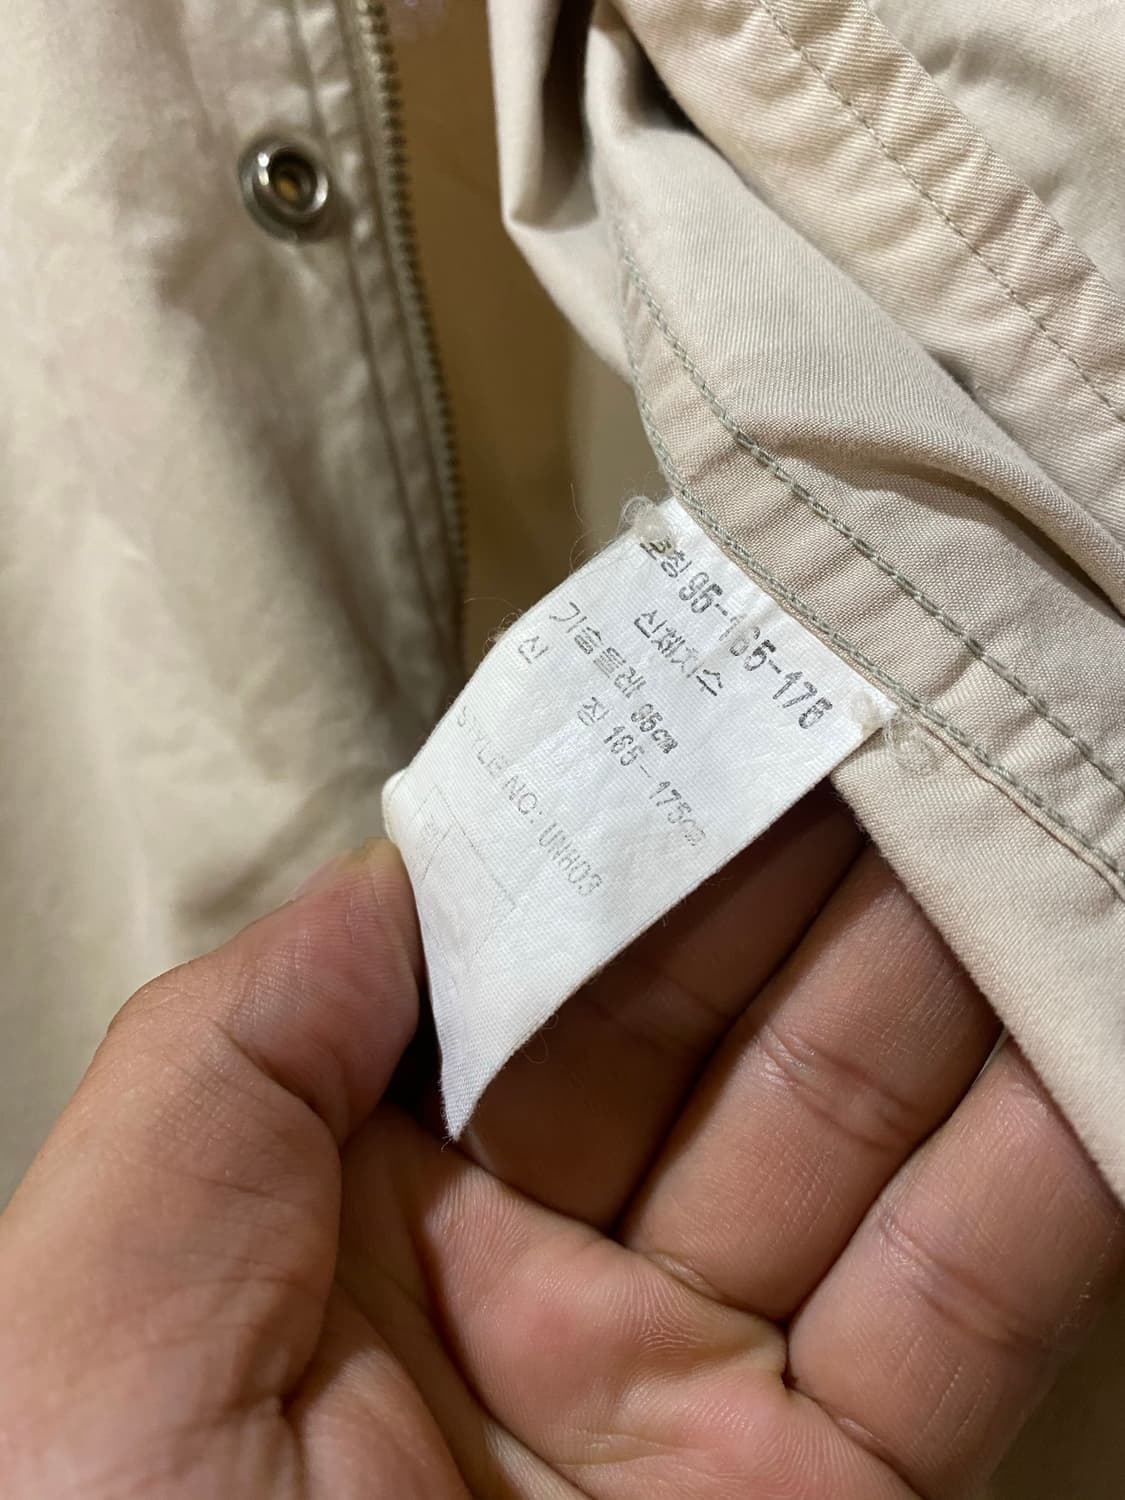 호칭 95-165-175
신체치수
가슴둘레 95cm
신 장 165-175cm
STYLE NO: UNH03